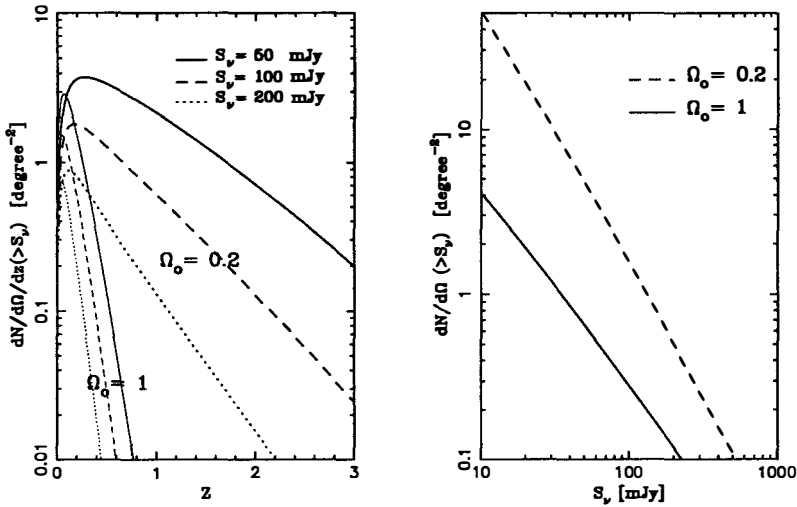 dN/dΩ/dz(>S_ν) [degree⁻²]
10
1
0.1
0.01
S_ν = 50 mJy
S_ν = 100 mJy
S_ν = 200 mJy
Ω_o = 0.2
Ω_o = 1
0
1
2
3
z
dN/dΩ (>S_ν) [degree⁻²]
10
1
0.1
Ω_o = 0.2
Ω_o = 1
10
100
1000
S_ν [mJy]